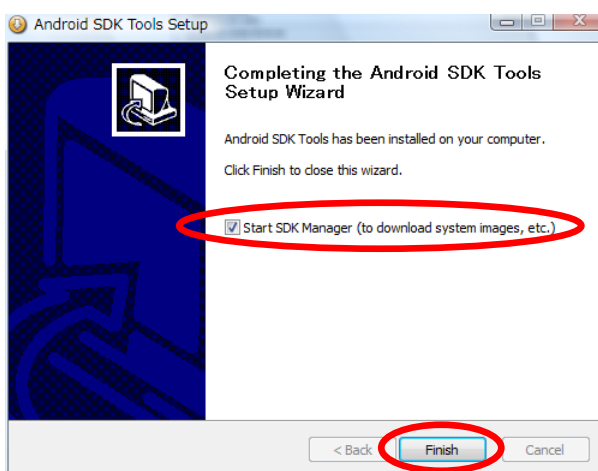 Android SDK Tools Setup
Completing the Android SDK Tools
Setup Wizard
Android SDK Tools has been installed on your computer.
Click Finish to close this wizard.
Start SDK Manager (to download system images, etc.)
< Back Finish Cancel